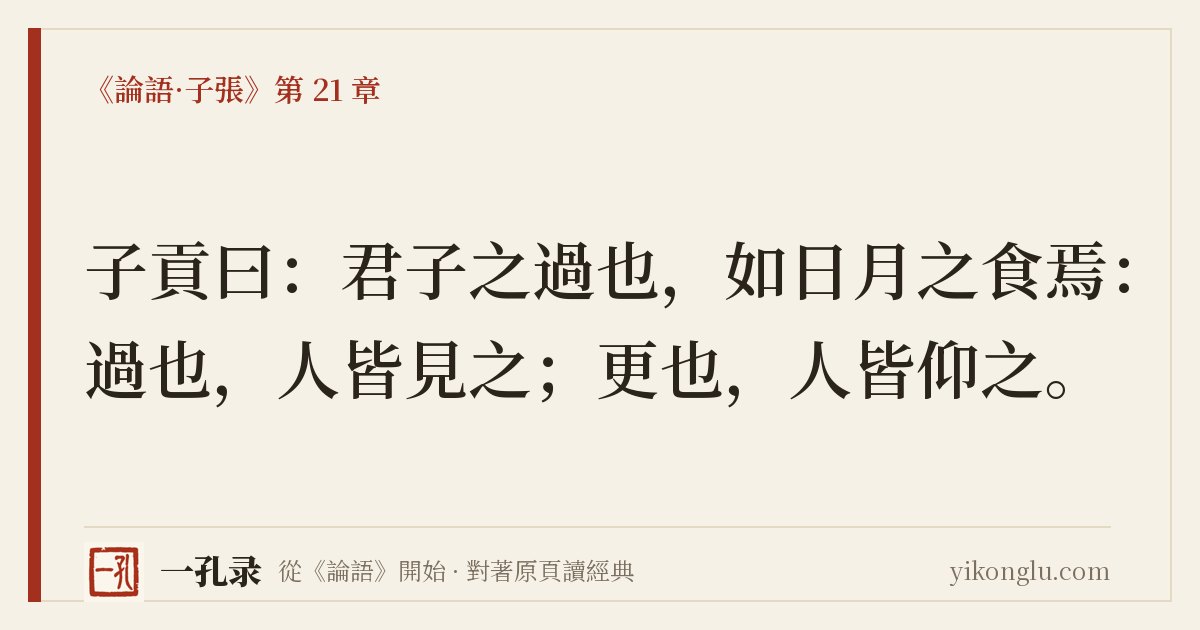 《論語·子張》第 21 章
子貢曰：君子之過也，如日月之食焉：
過也，人皆見之；更也，人皆仰之。
一孔
一孔录 從《論語》開始 · 對著原頁讀經典
yikonglu.com